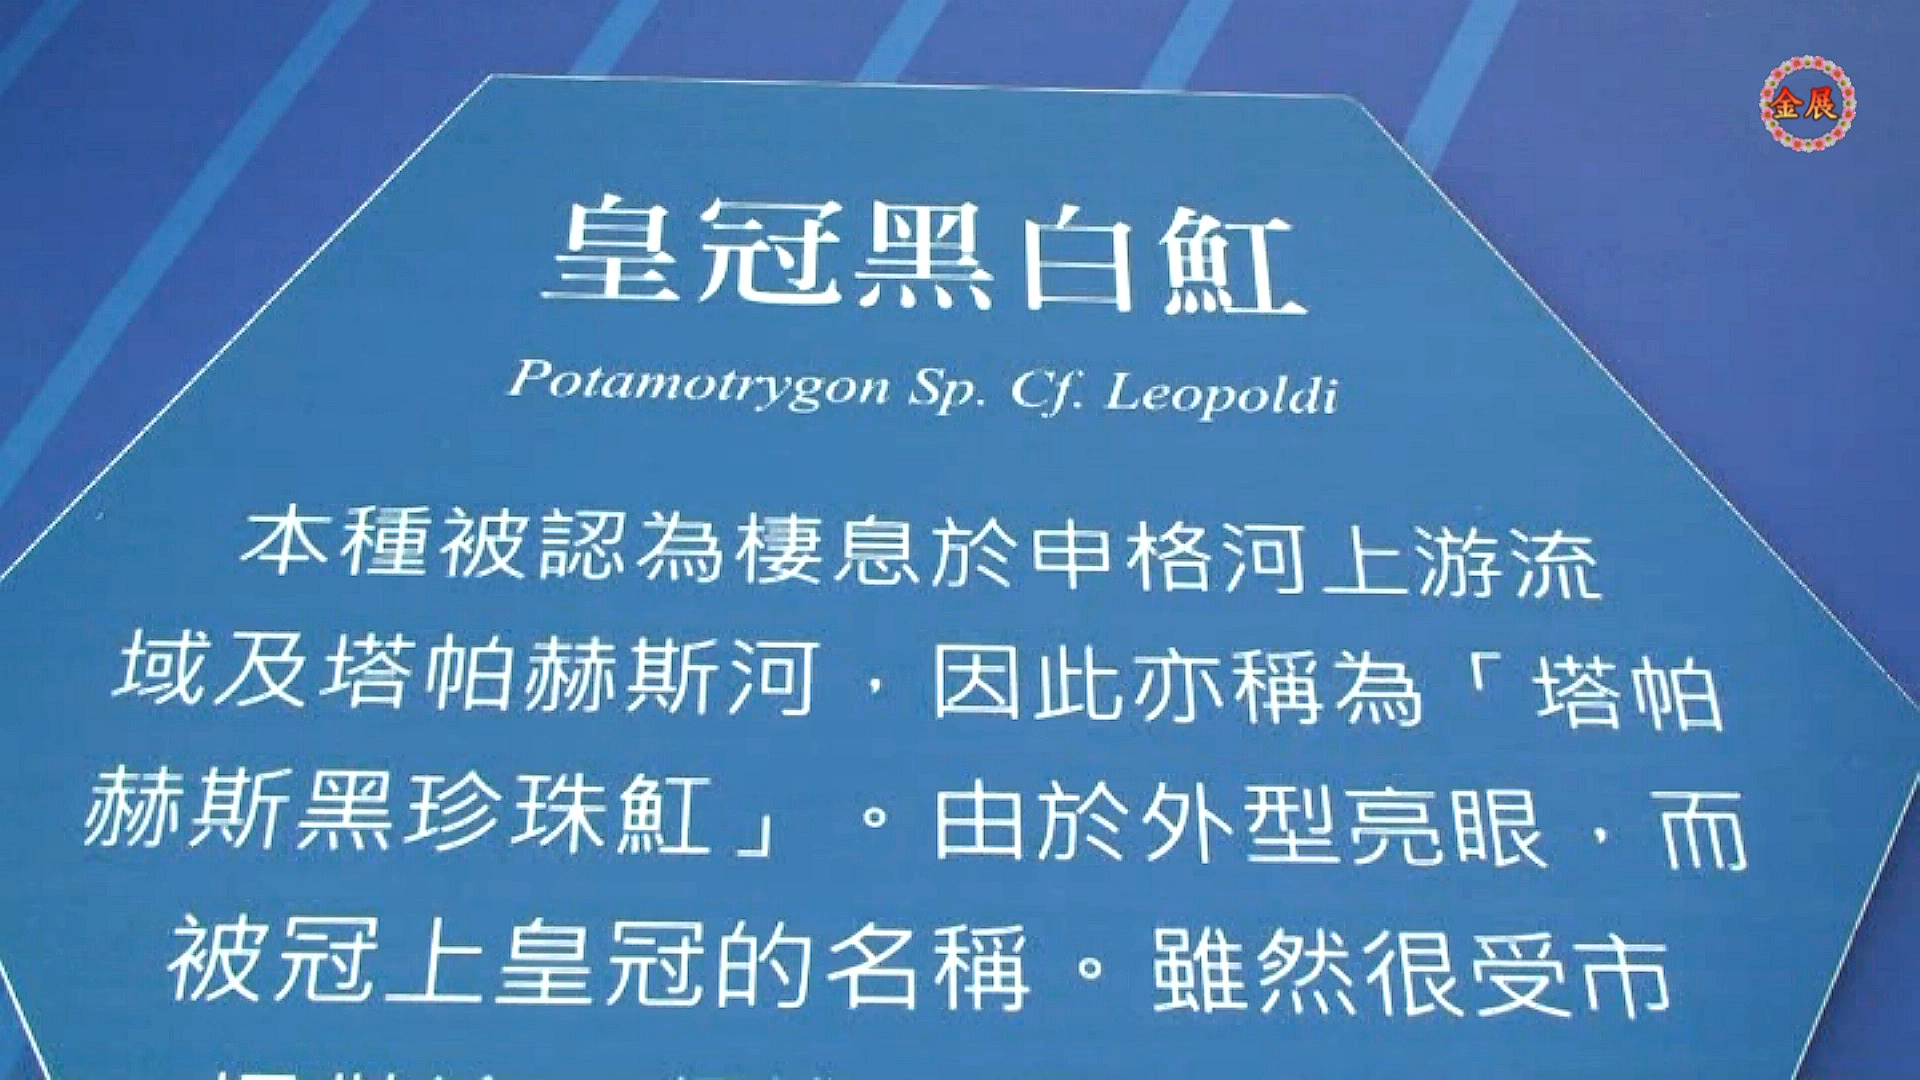 金展
皇冠黑白魟
Potamotrygon Sp. Cf. Leopoldi
本種被認為棲息於申格河上游流
域及塔帕赫斯河，因此亦稱為「塔帕
赫斯黑珍珠魟」。由於外型亮眼，而
被冠上皇冠的名稱。雖然很受市